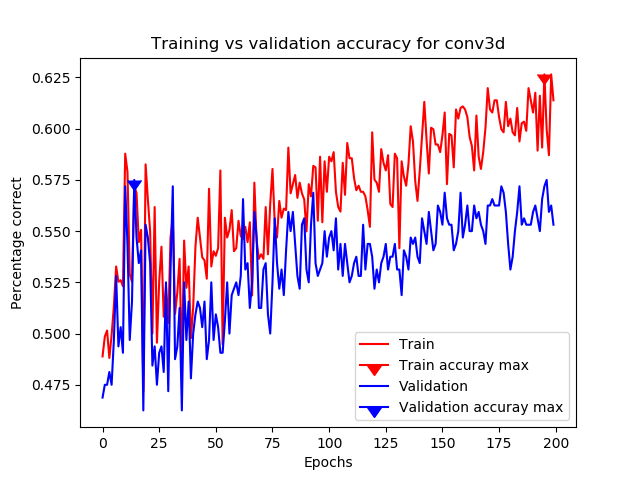 Training vs validation accuracy for conv3d
Percentage correct
0.625
0.600
0.575
0.550
0.525
0.500
0.475
0
25
50
75
100
125
150
175
200
Epochs
Train
Train accuray max
Validation
Validation accuray max